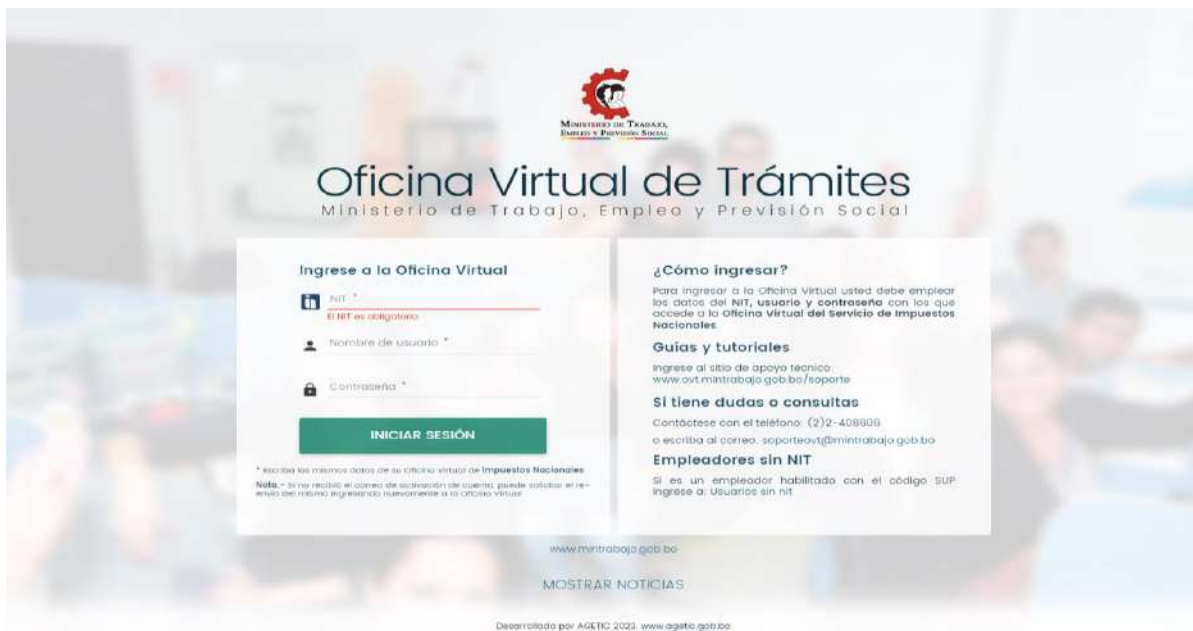 MINISTERIO DE TRABAJO,
EMPLEO Y PREVISIÓN SOCIAL
Oficina Virtual de Trámites
Ministerio de Trabajo, Empleo y Previsión Social
Ingrese a la Oficina Virtual
NIT *
El NIT es obligatorio
Nombre de usuario *
Contraseña *
INICIAR SESIÓN
* Escriba los mismos datos de su Oficina Virtual de Impuestos Nacionales
Nota.- Si no recibió el correo de activación de cuenta, puede solicitar el re-
envío del mismo ingresando nuevamente a la oficina virtual
¿Cómo ingresar?
Para ingresar a la Oficina Virtual usted debe emplear
los datos del NIT, usuario y contraseña con los que
accede a la Oficina Virtual del Servicio de Impuestos
Nacionales
Guías y tutoriales
Ingrese al sitio de apoyo técnico:
www.ovt.mintrabajo.gob.bo/soporte
Si tiene dudas o consultas
Contáctese con el teléfono: (2)2-408606
o escriba al correo: soporteovt@mintrabajo.gob.bo
Empleadores sin NIT
Si es un empleador habilitado con el código SUP
ingrese a: Usuarios sin nit
www.mintrabajo.gob.bo
MOSTRAR NOTICIAS
Desarrollado por AGETIC 2023. www.agetic.gob.bo